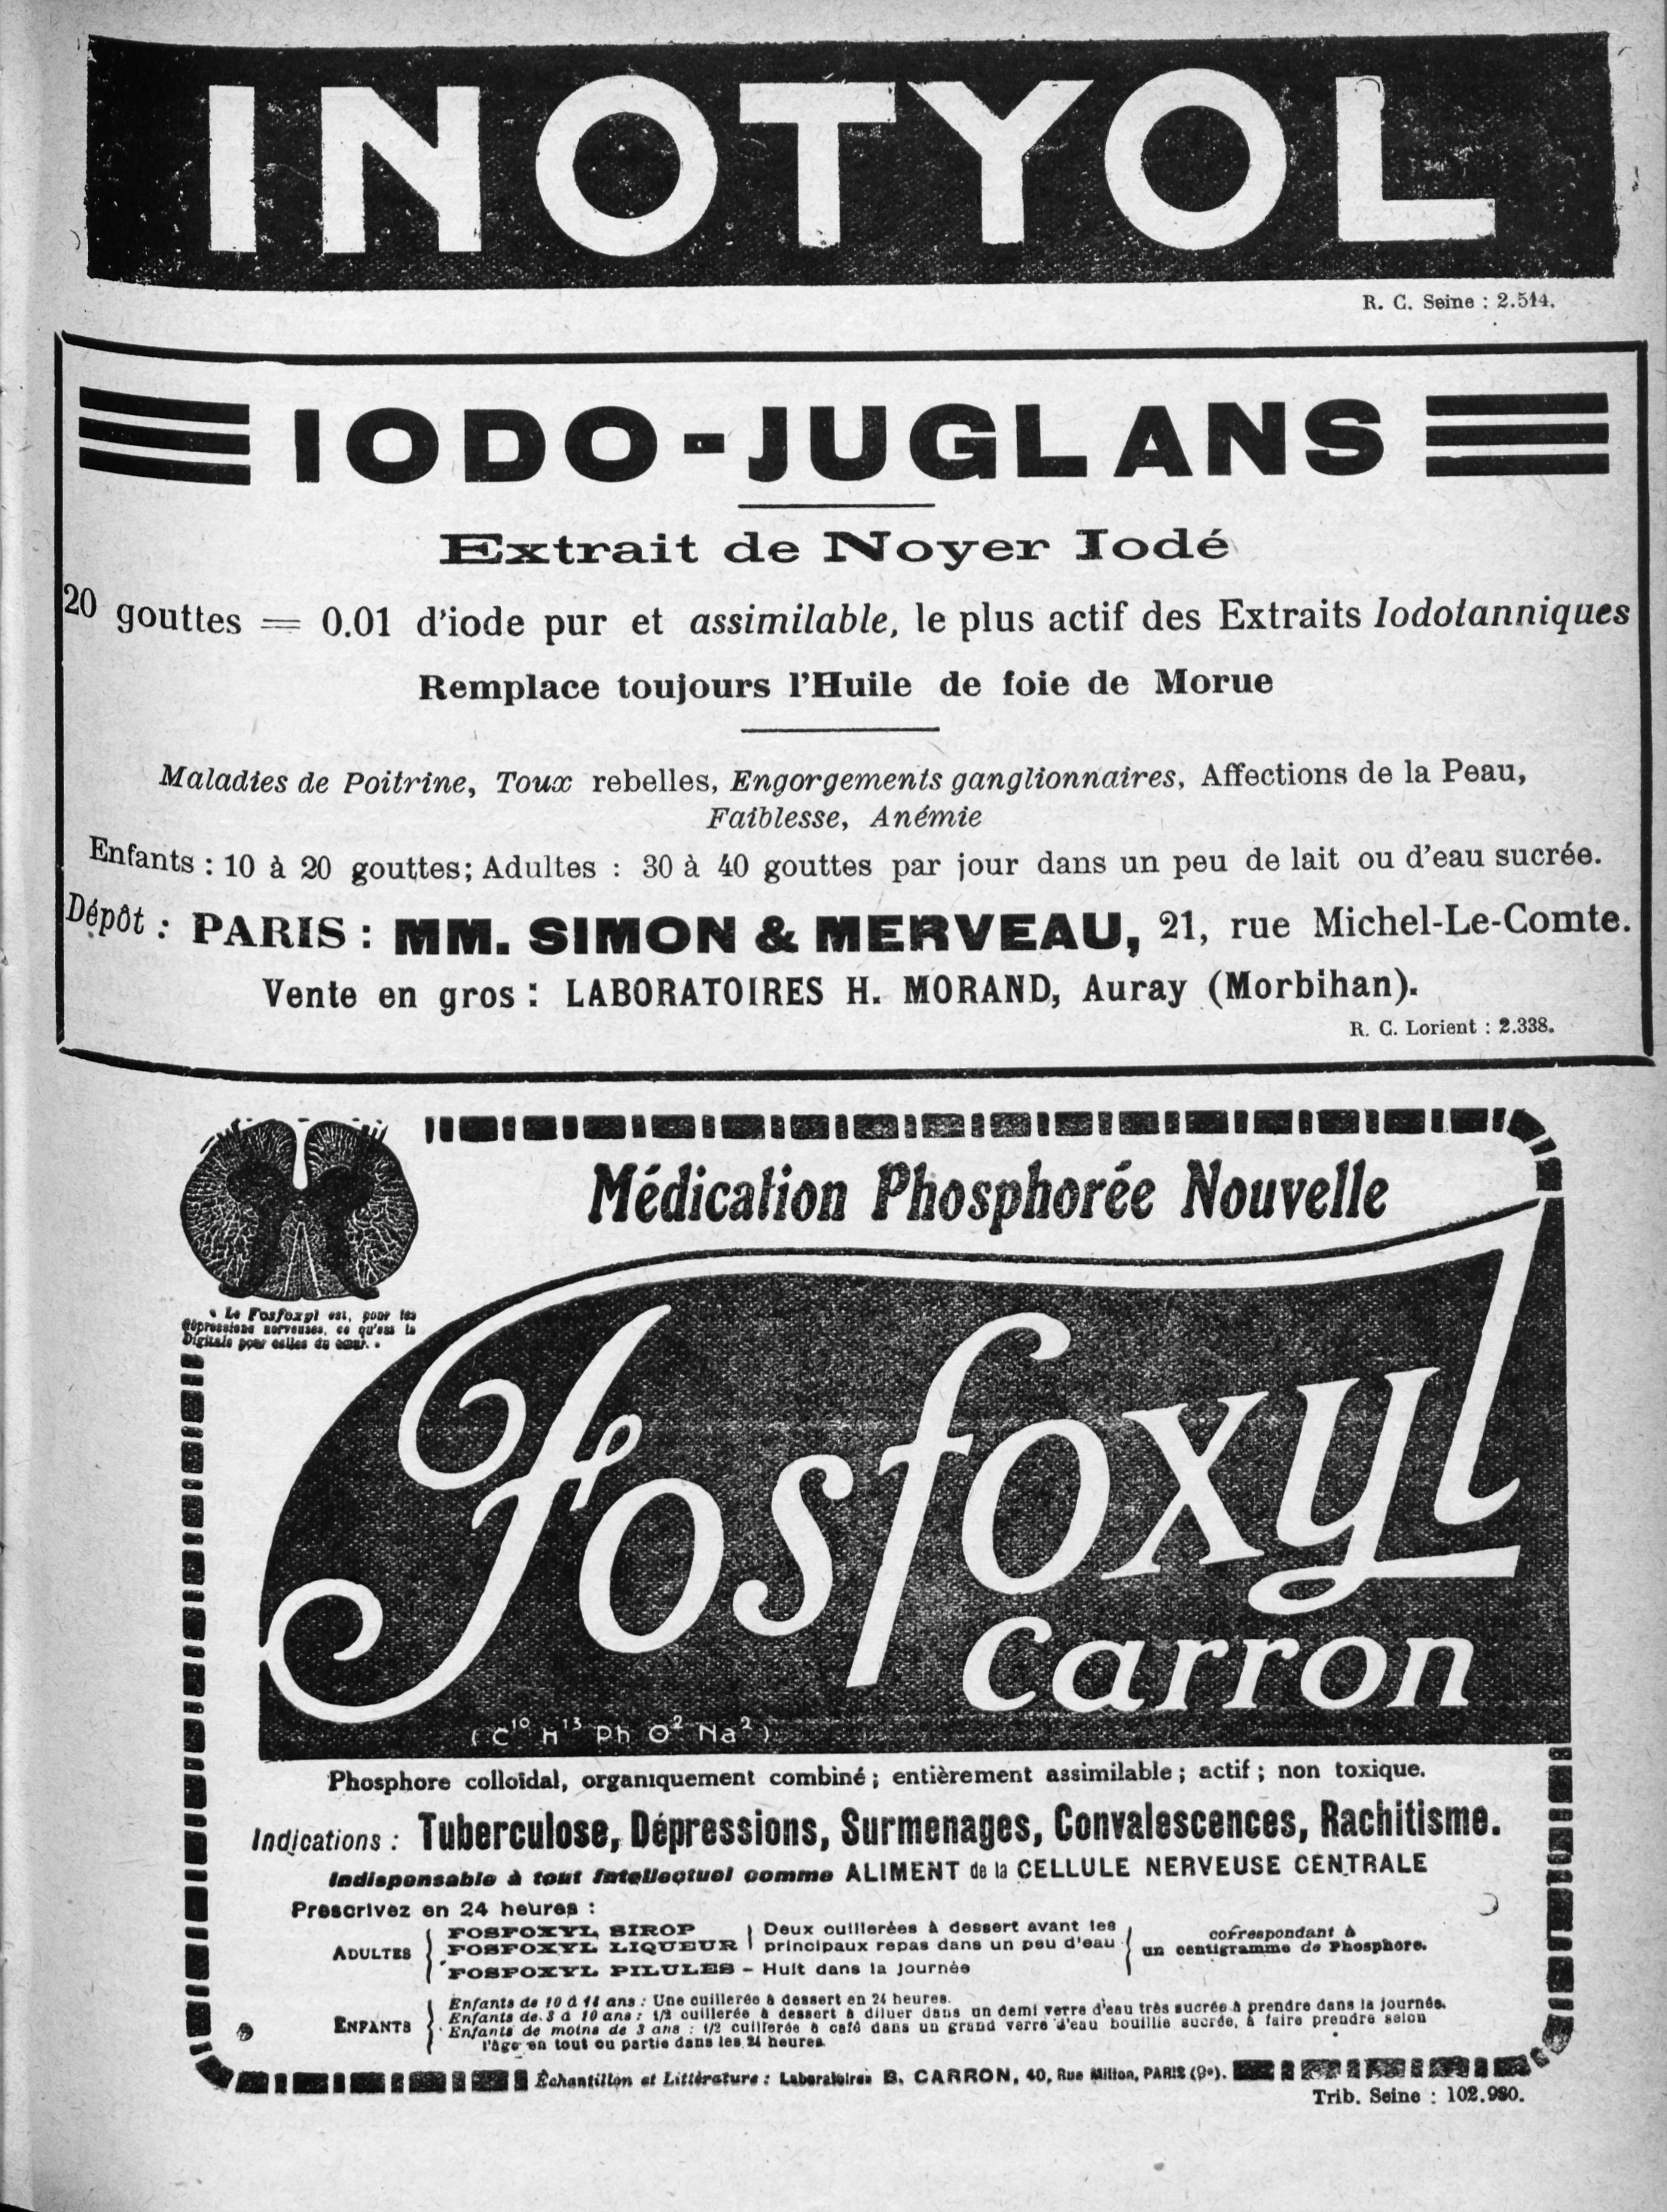 INOTYOL
R. C. Seine : 2.514.
IODO-JUGLANS
Extrait de Noyer Iodé
20 gouttes = 0.01 d'iode pur et assimilable, le plus actif des Extraits Iodotanniques
Remplace toujours l'Huile de foie de Morue
Maladies de Poitrine, Toux rebelles, Engorgements ganglionnaires, Affections de la Peau,
Faiblesse, Anémie
Enfants : 10 à 20 gouttes; Adultes : 30 à 40 gouttes par jour dans un peu de lait ou d'eau sucrée.
Dépôt : PARIS : MM. SIMON & MERVEAU, 21, rue Michel-Le-Comte.
Vente en gros : LABORATOIRES H. MORAND, Auray (Morbihan).
R. C. Lorient : 2.338.
Médication Phosphorée Nouvelle
« Le Fosfoxyl est, pour les
dépressions nerveuses, ce qu'est la
Digitale pour celles du cœur. »
Fosfoxyl
Carron
(C10 H13 Ph O2 Na2)
Phosphore colloïdal, organiquement combiné ; entièrement assimilable ; actif ; non toxique.
Indications : Tuberculose, Dépressions, Surmenages, Convalescences, Rachitisme.
Indispensable à tout Intellectuel comme ALIMENT de la CELLULE NERVEUSE CENTRALE
Prescrivez en 24 heures :
ADULTES
FOSFOXYL SIROP
FOSFOXYL LIQUEUR
Deux cuillerées à dessert avant les
principaux repas dans un peu d'eau
FOSFOXYL PILULES - Huit dans la journée
correspondant à
un centigramme de Phosphore.
ENFANTS
Enfants de 10 à 14 ans : Une cuillerée à dessert en 24 heures.
Enfants de 3 à 10 ans : 1/2 cuillerée à dessert à diluer dans un demi verre d'eau très sucrée à prendre dans la journée.
Enfants de moins de 3 ans : 1/2 cuillerée à café dans un grand verre d'eau bouillie sucrée, à faire prendre selon
l'âge en tout ou partie dans les 24 heures
Échantillon et Littérature : Laboratoires B. CARRON, 40, Rue Milton, PARIS (9e).
Trib. Seine : 102.980.